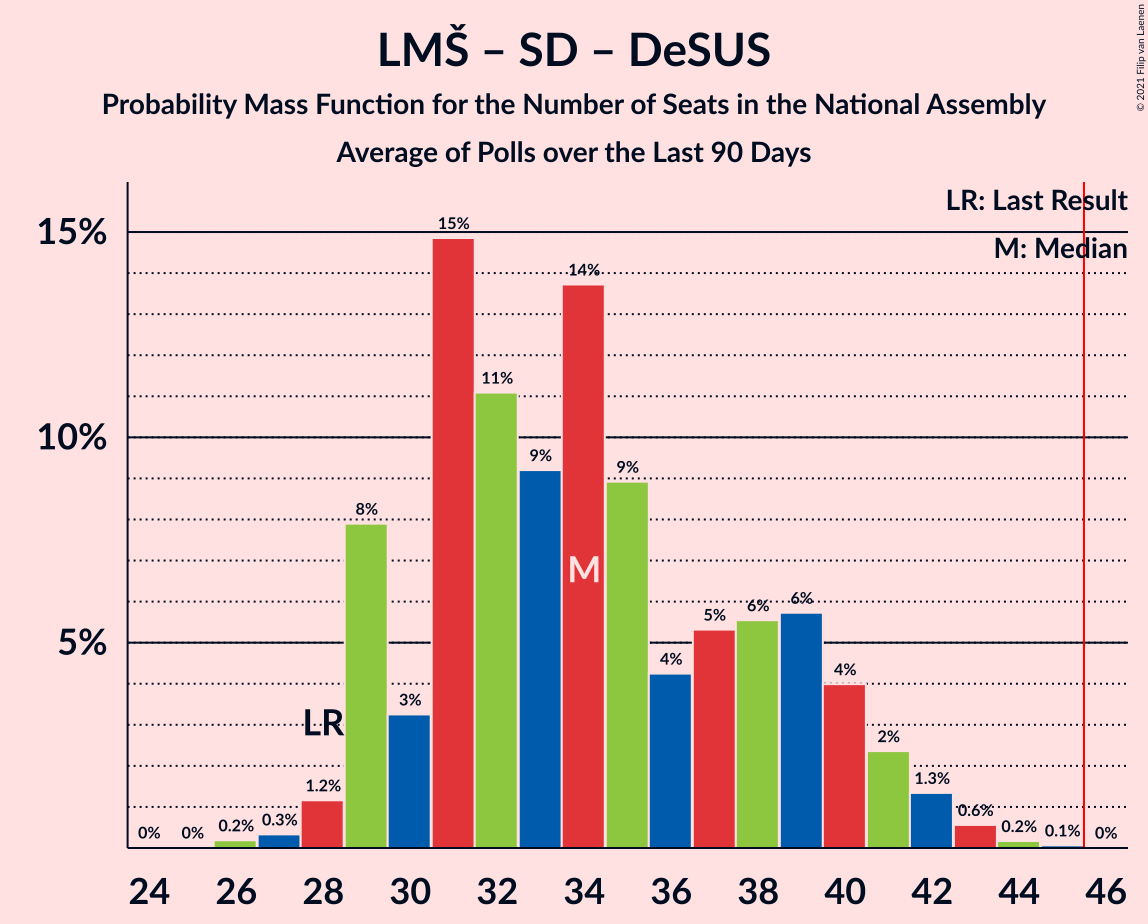 LMŠ – SD – DeSUS
Probability Mass Function for the Number of Seats in the National Assembly
Average of Polls over the Last 90 Days
© 2021 Filip van Laenen
LR: Last Result
M: Median
15%
10%
5%
0%
0%
0.2%
0.3%
1.2%
8%
3%
15%
11%
9%
14%
9%
4%
5%
6%
6%
4%
2%
1.3%
0.6%
0.2%
0.1%
0%
LR
M
24 26 28 30 32 34 36 38 40 42 44 46